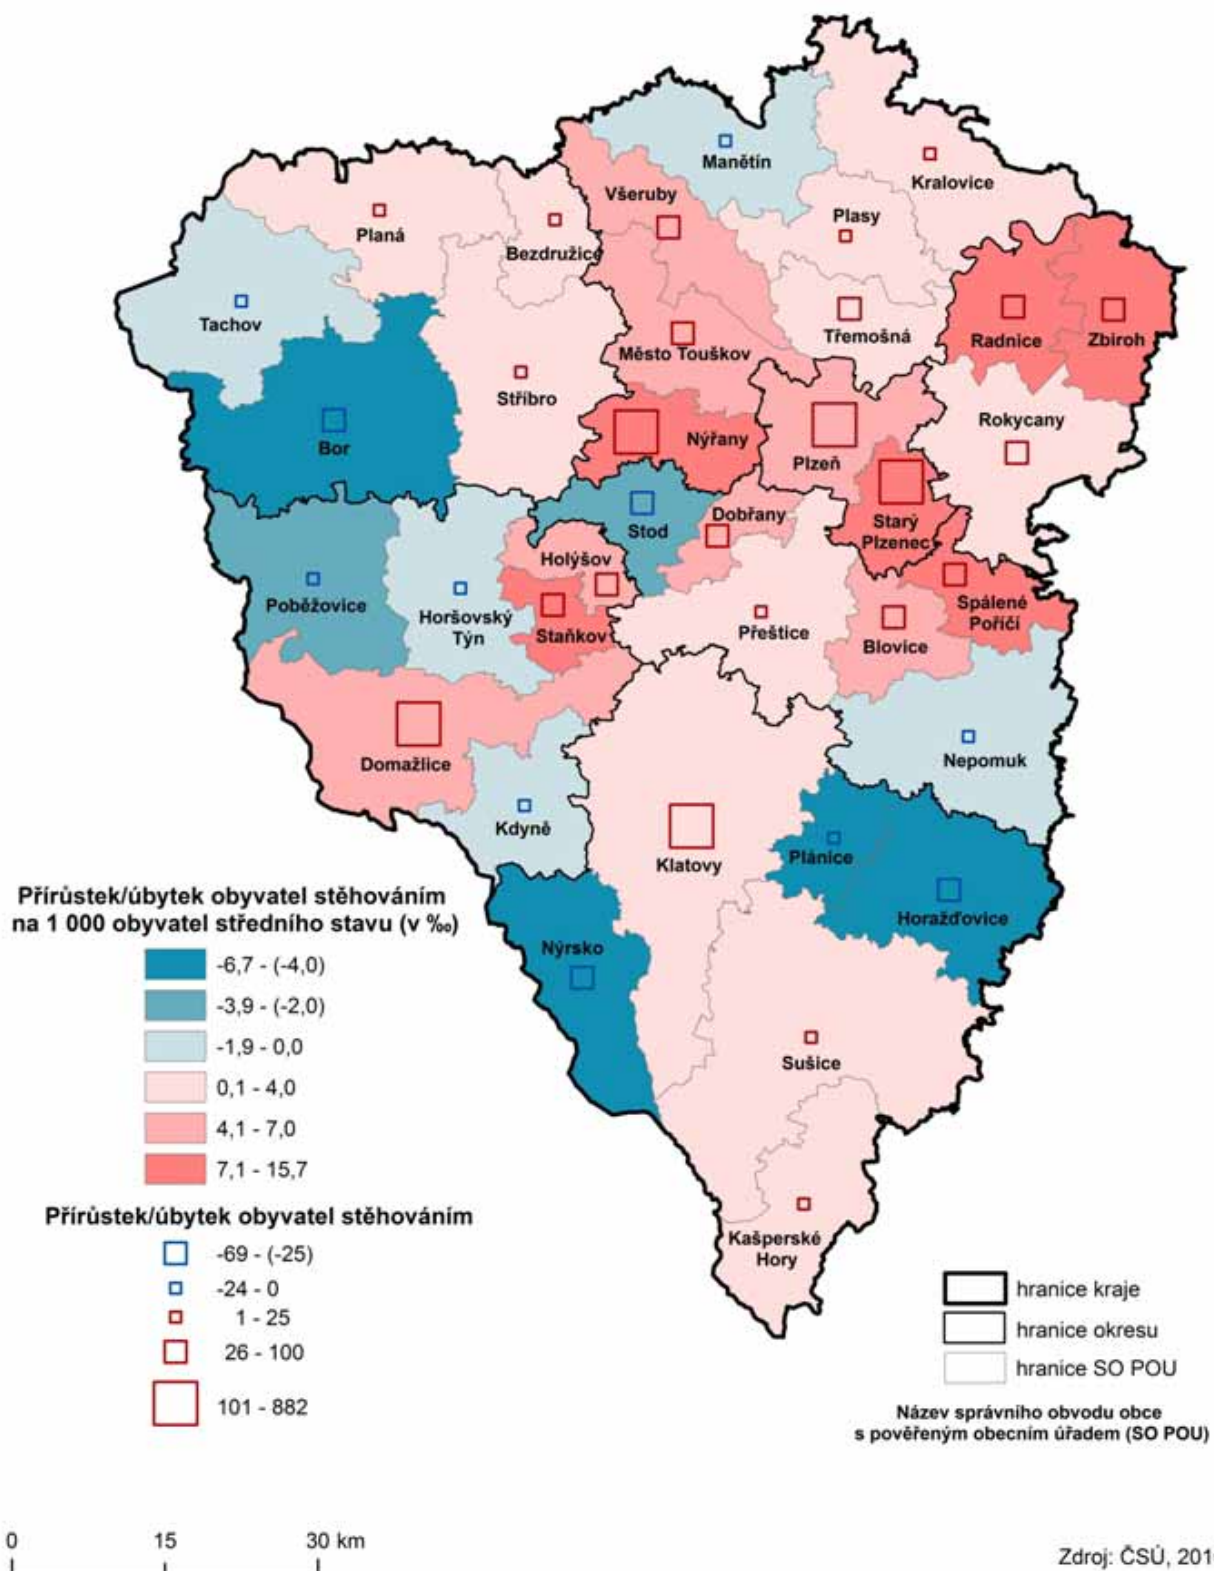 Manětín
Kralovice
Všeruby
Plasy
Planá
Bezdružice
Tachov
Třemošná
Radnice
Zbiroh
Město Touškov
Stříbro
Rokycany
Nýřany
Bor
Plzeň
Dobřany
Stod
Starý
Plzenec
Holýšov
Poběžovice
Horšovský
Týn
Staňkov
Přeštice
Spálené
Poříčí
Blovice
Domažlice
Nepomuk
Kdyně
Klatovy
Plánice
Horažďovice
Nýrsko
Sušice
Kašperské
Hory
Přírůstek/úbytek obyvatel stěhováním
na 1 000 obyvatel středního stavu (v ‰)
-6,7 - (-4,0)
-3,9 - (-2,0)
-1,9 - 0,0
0,1 - 4,0
4,1 - 7,0
7,1 - 15,7
Přírůstek/úbytek obyvatel stěhováním
-69 - (-25)
-24 - 0
1 - 25
26 - 100
101 - 882
hranice kraje
hranice okresu
hranice SO POU
Název správního obvodu obce
s pověřeným obecním úřadem (SO POU)
0 15 30 km
Zdroj: ČSÚ, 201